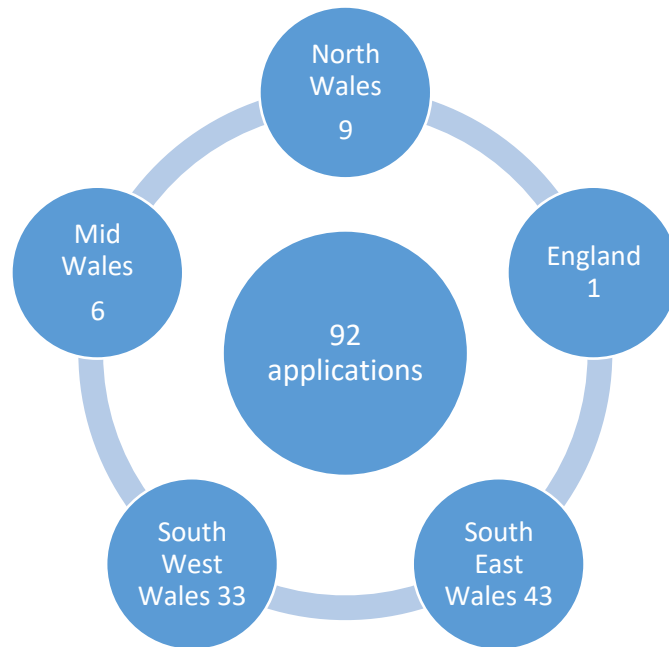 North
Wales
9
England
1
South
East
Wales 43
South
West
Wales 33
Mid
Wales
6
92
applications